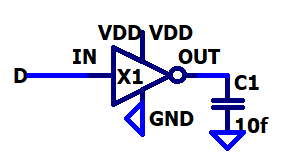 VDD VDD
IN OUT
D X1 C1
GND 10f